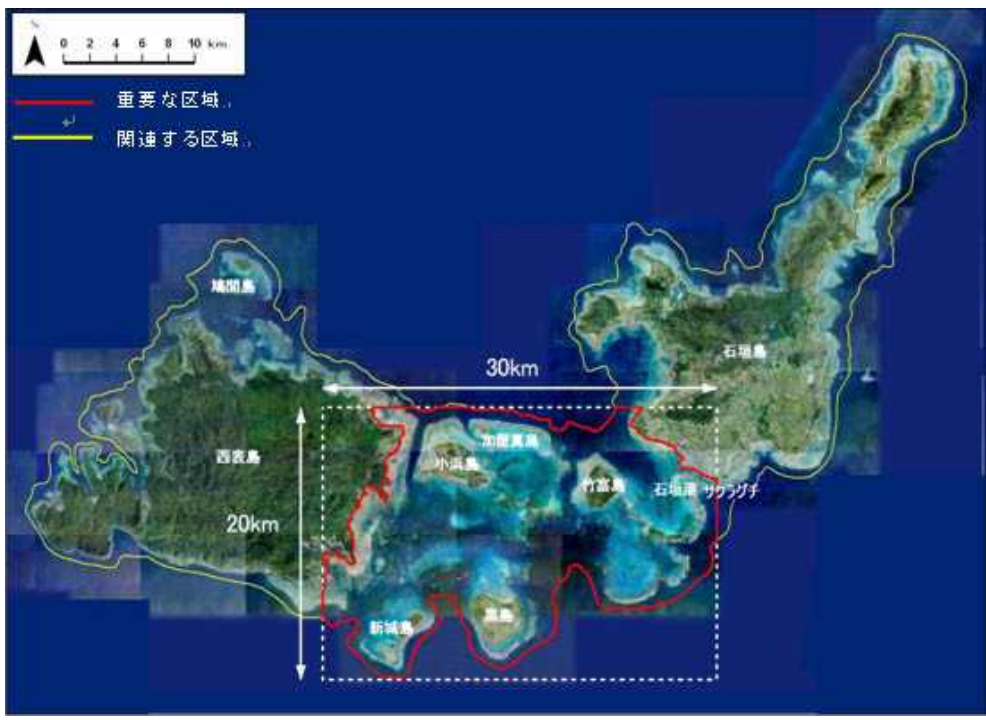 0 2 4 6 8 10 km
重要な区域
関連する区域
鳩間島
石垣島
30km
加屋真島
小浜島
西表島
竹富島
石垣港
サクラグチ
20km
新城島
黒島